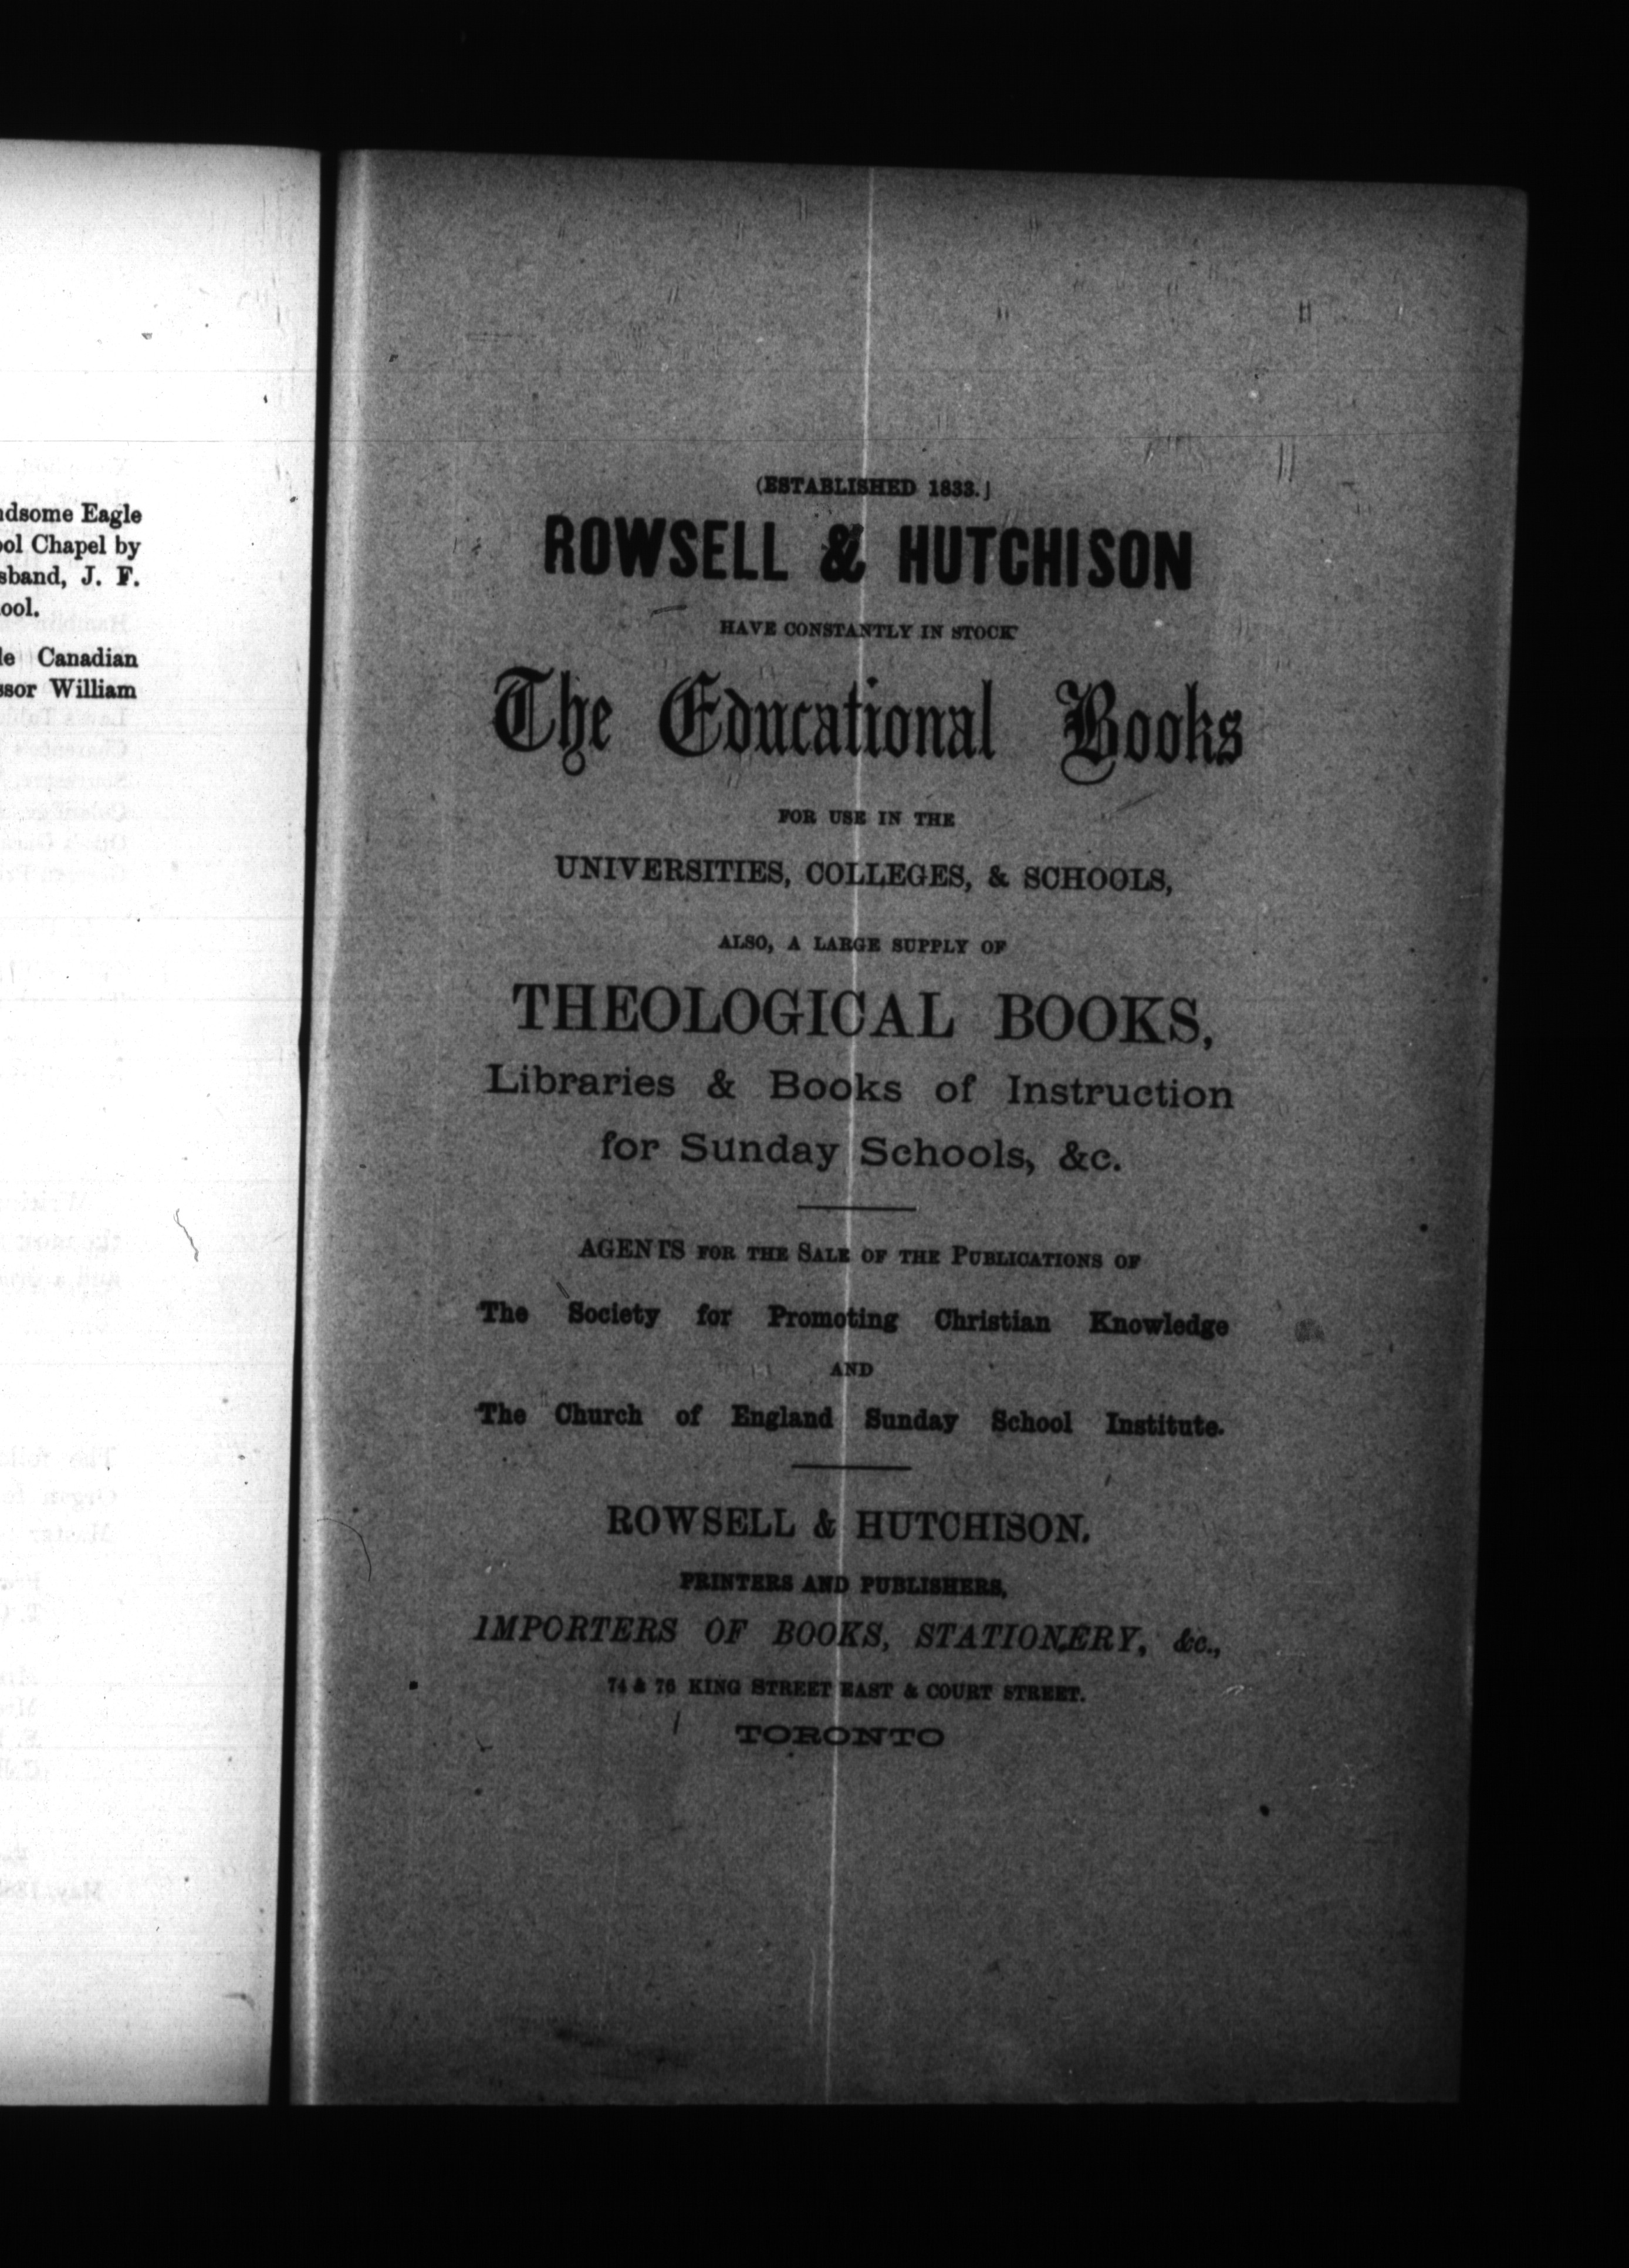 ndsome Eagle
ool Chapel by
sband, J. F.
ool.
le Canadian
ssor William
(ESTABLISHED 1833.)
ROWSELL & HUTCHISON
HAVE CONSTANTLY IN STOCK
The Educational Books
FOR USE IN THE
UNIVERSITIES, COLLEGES, & SCHOOLS,
ALSO, A LARGE SUPPLY OF
THEOLOGICAL BOOKS,
Libraries & Books of Instruction
for Sunday Schools, &c.
AGENTS FOR THE SALE OF THE PUBLICATIONS OF
The Society for Promoting Christian Knowledge
AND
The Church of England Sunday School Institute.
ROWSELL & HUTCHISON.
PRINTERS AND PUBLISHERS,
IMPORTERS OF BOOKS, STATIONERY, &c.,
74 & 76 KING STREET EAST & COURT STREET.
TORONTO